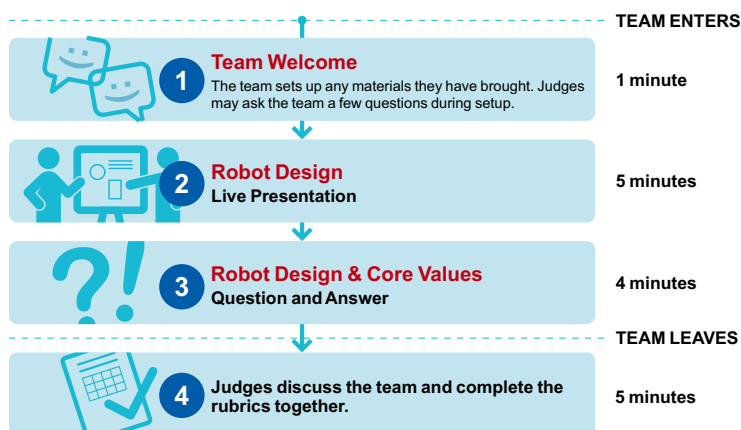 TEAM ENTERS
1
Team Welcome
The team sets up any materials they have brought. Judges
may ask the team a few questions during setup.
1 minute
2
Robot Design
Live Presentation
5 minutes
3
Robot Design & Core Values
Question and Answer
4 minutes
TEAM LEAVES
4
Judges discuss the team and complete the
rubrics together.
5 minutes